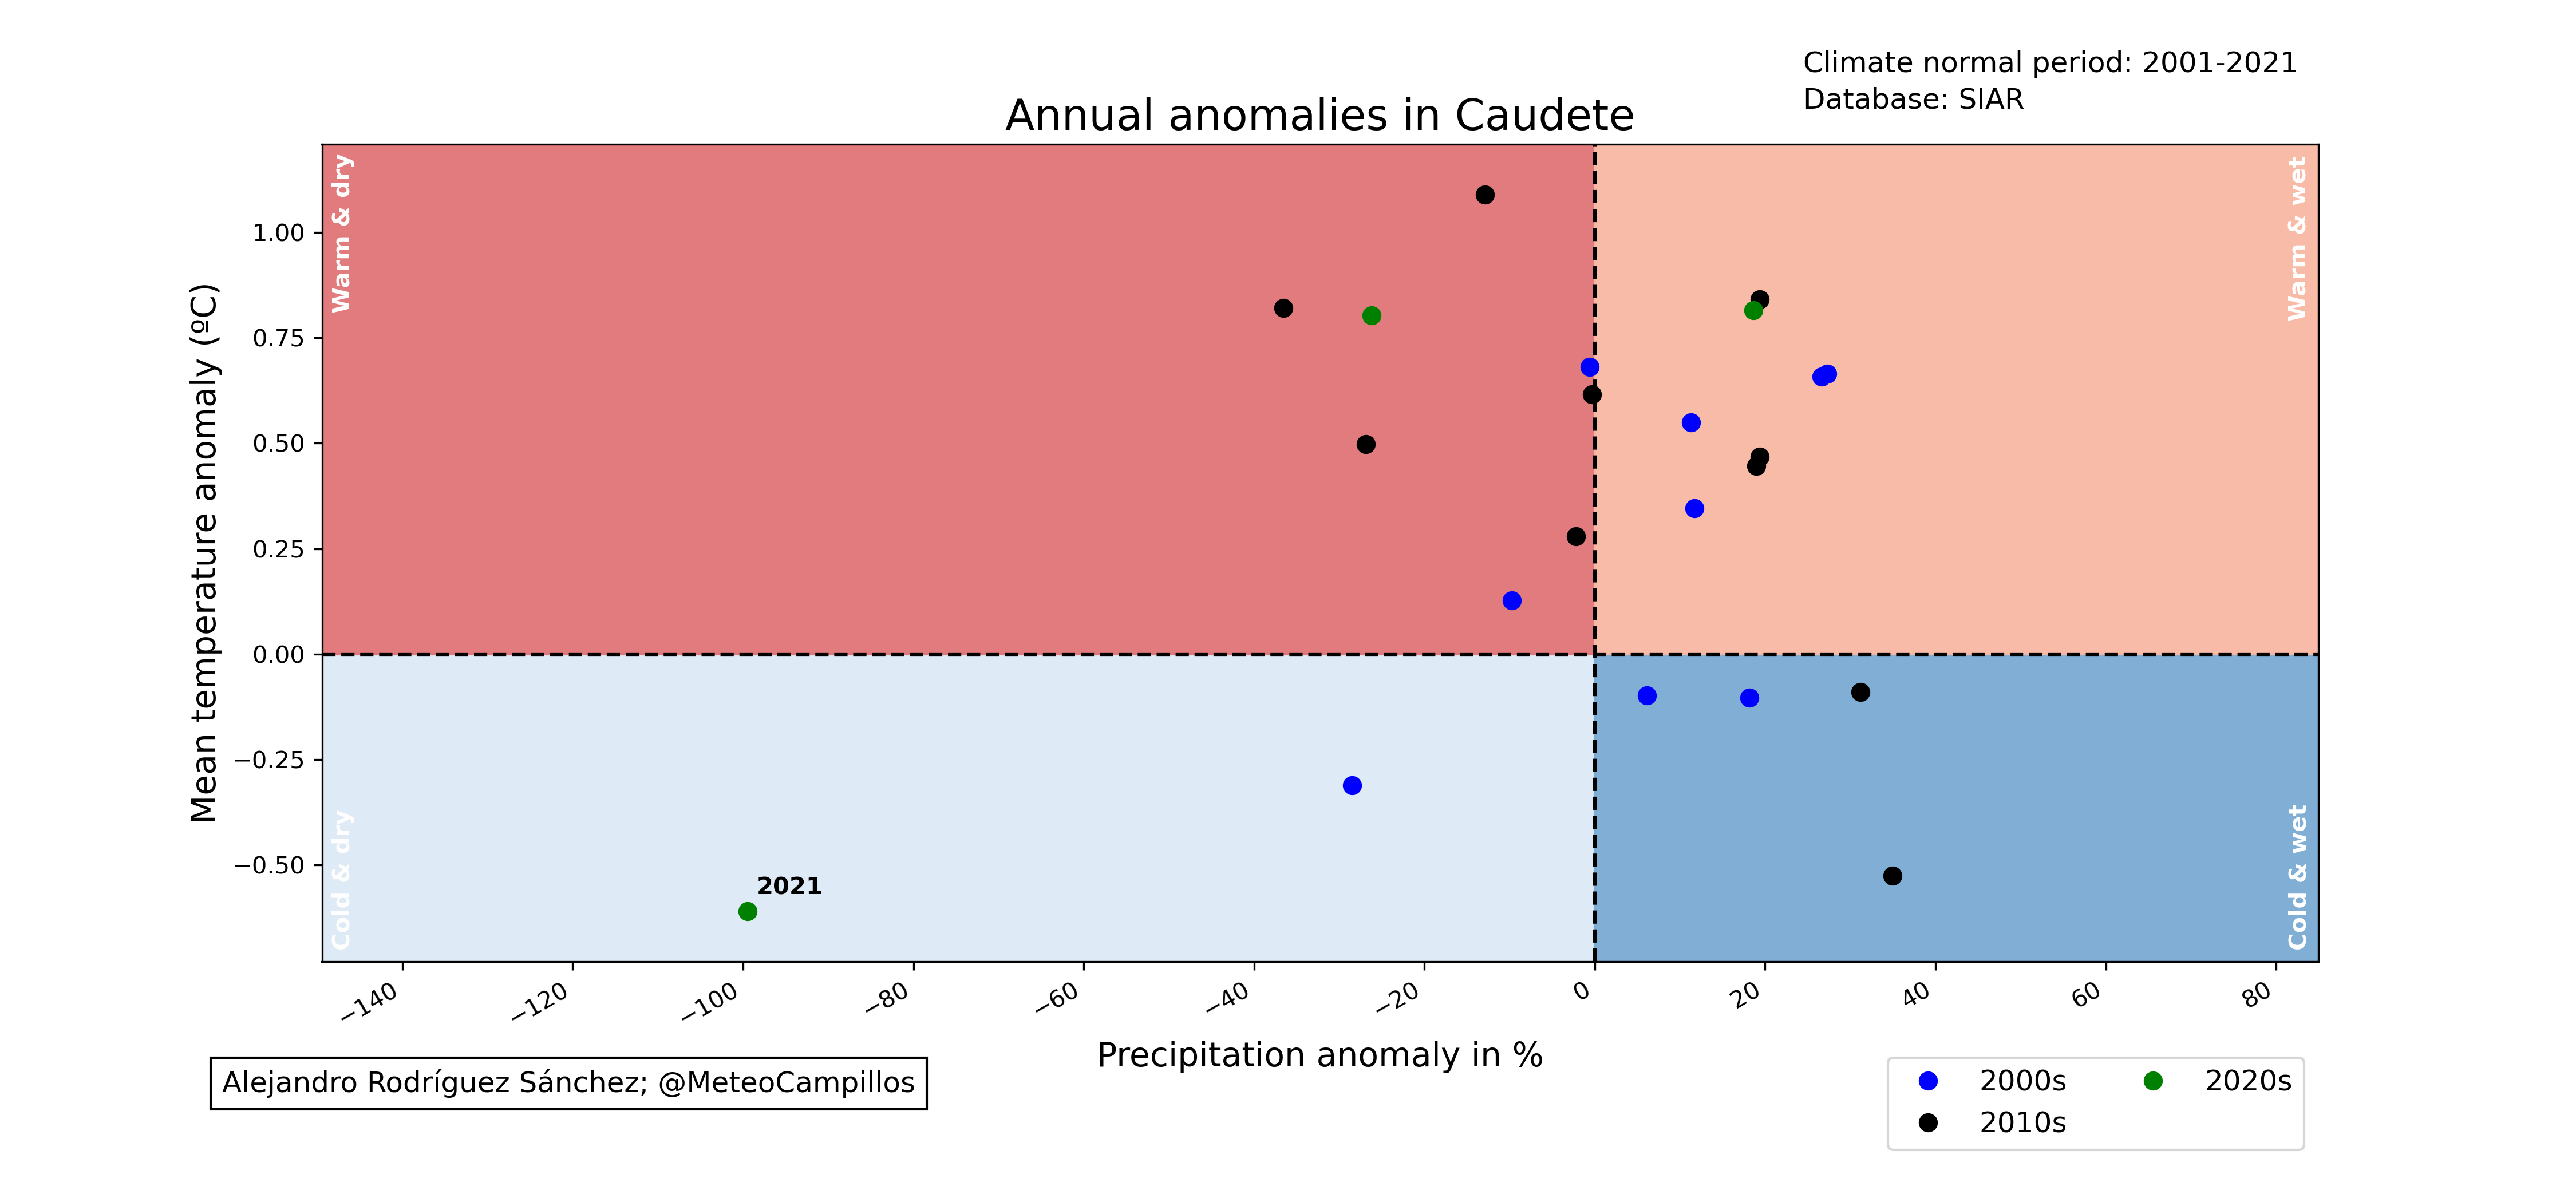 Climate normal period: 2001-2021
Database: SIAR
Annual anomalies in Caudete
Warm & dry
Warm & wet
Mean temperature anomaly (ºC)
1.00
0.75
0.50
0.25
0.00
−0.25
−0.50
Cold & dry
2021
Cold & wet
−140
−120
−100
−80
−60
−40
−20
0
20
40
60
80
Precipitation anomaly in %
Alejandro Rodríguez Sánchez; @MeteoCampillos
2000s
2020s
2010s